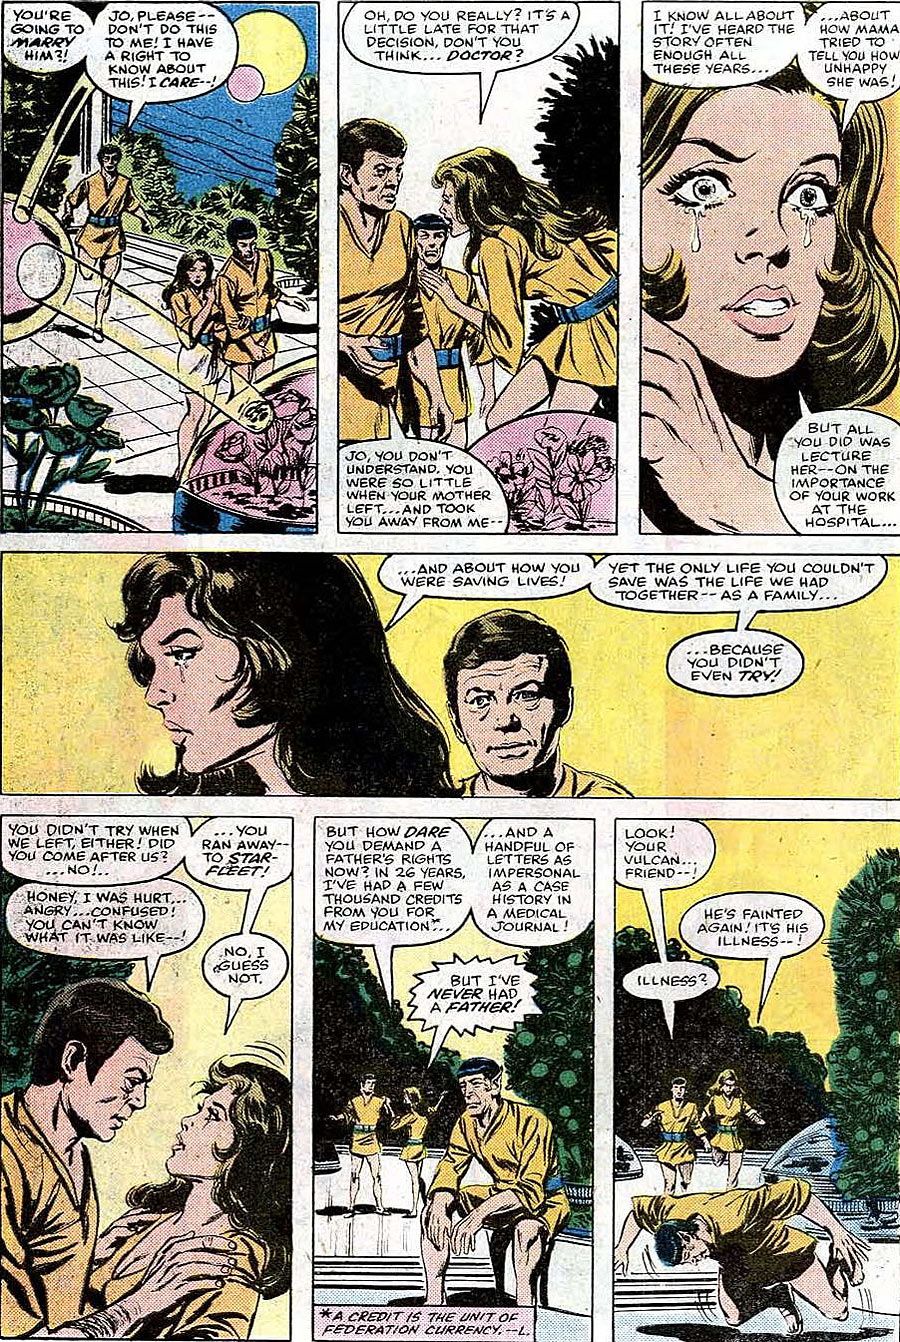 YOU'RE
GOING TO
MARRY
HIM?!
JO, PLEASE--
DON'T DO THIS
TO ME! I HAVE
A RIGHT TO
KNOW ABOUT
THIS! I CARE--!
OH, DO YOU REALLY? IT'S A
LITTLE LATE FOR THAT
DECISION, DON'T YOU
THINK... DOCTOR?
JO, YOU DON'T
UNDERSTAND. YOU
WERE SO LITTLE
WHEN YOUR MOTHER
LEFT...AND TOOK
YOU AWAY FROM ME--
I KNOW ALL ABOUT
IT! I'VE HEARD THE
STORY OFTEN
ENOUGH ALL
THESE YEARS...
...ABOUT
HOW MAMA
TRIED TO
TELL YOU HOW
UNHAPPY
SHE WAS!
BUT ALL
YOU DID WAS
LECTURE
HER--ON THE
IMPORTANCE
OF YOUR WORK
AT THE
HOSPITAL...
...AND ABOUT HOW YOU
WERE SAVING LIVES!
YET THE ONLY LIFE YOU COULDN'T
SAVE WAS THE LIFE WE HAD
TOGETHER-- AS A FAMILY...
...BECAUSE
YOU DIDN'T
EVEN TRY!
YOU DIDN'T TRY WHEN
WE LEFT, EITHER! DID
YOU COME AFTER US?
...NO!..
...YOU
RAN AWAY--
TO STAR-
FLEET!
HONEY, I WAS HURT...
ANGRY...CONFUSED!
YOU CAN'T KNOW
WHAT IT WAS LIKE--!
NO, I
GUESS
NOT.
BUT HOW DARE
YOU DEMAND A
FATHER'S RIGHTS
NOW? IN 26 YEARS,
I'VE HAD A FEW
THOUSAND CREDITS
FROM YOU FOR
MY EDUCATION*...
...AND A
HANDFUL OF
LETTERS AS
IMPERSONAL
AS A CASE
HISTORY IN
A MEDICAL
JOURNAL!
BUT I'VE
NEVER HAD
A FATHER!
*A CREDIT IS THE UNIT OF
FEDERATION CURRENCY. --L.
LOOK!
YOUR
VULCAN...
FRIEND--!
HE'S FAINTED
AGAIN! IT'S HIS
ILLNESS--!
ILLNESS?